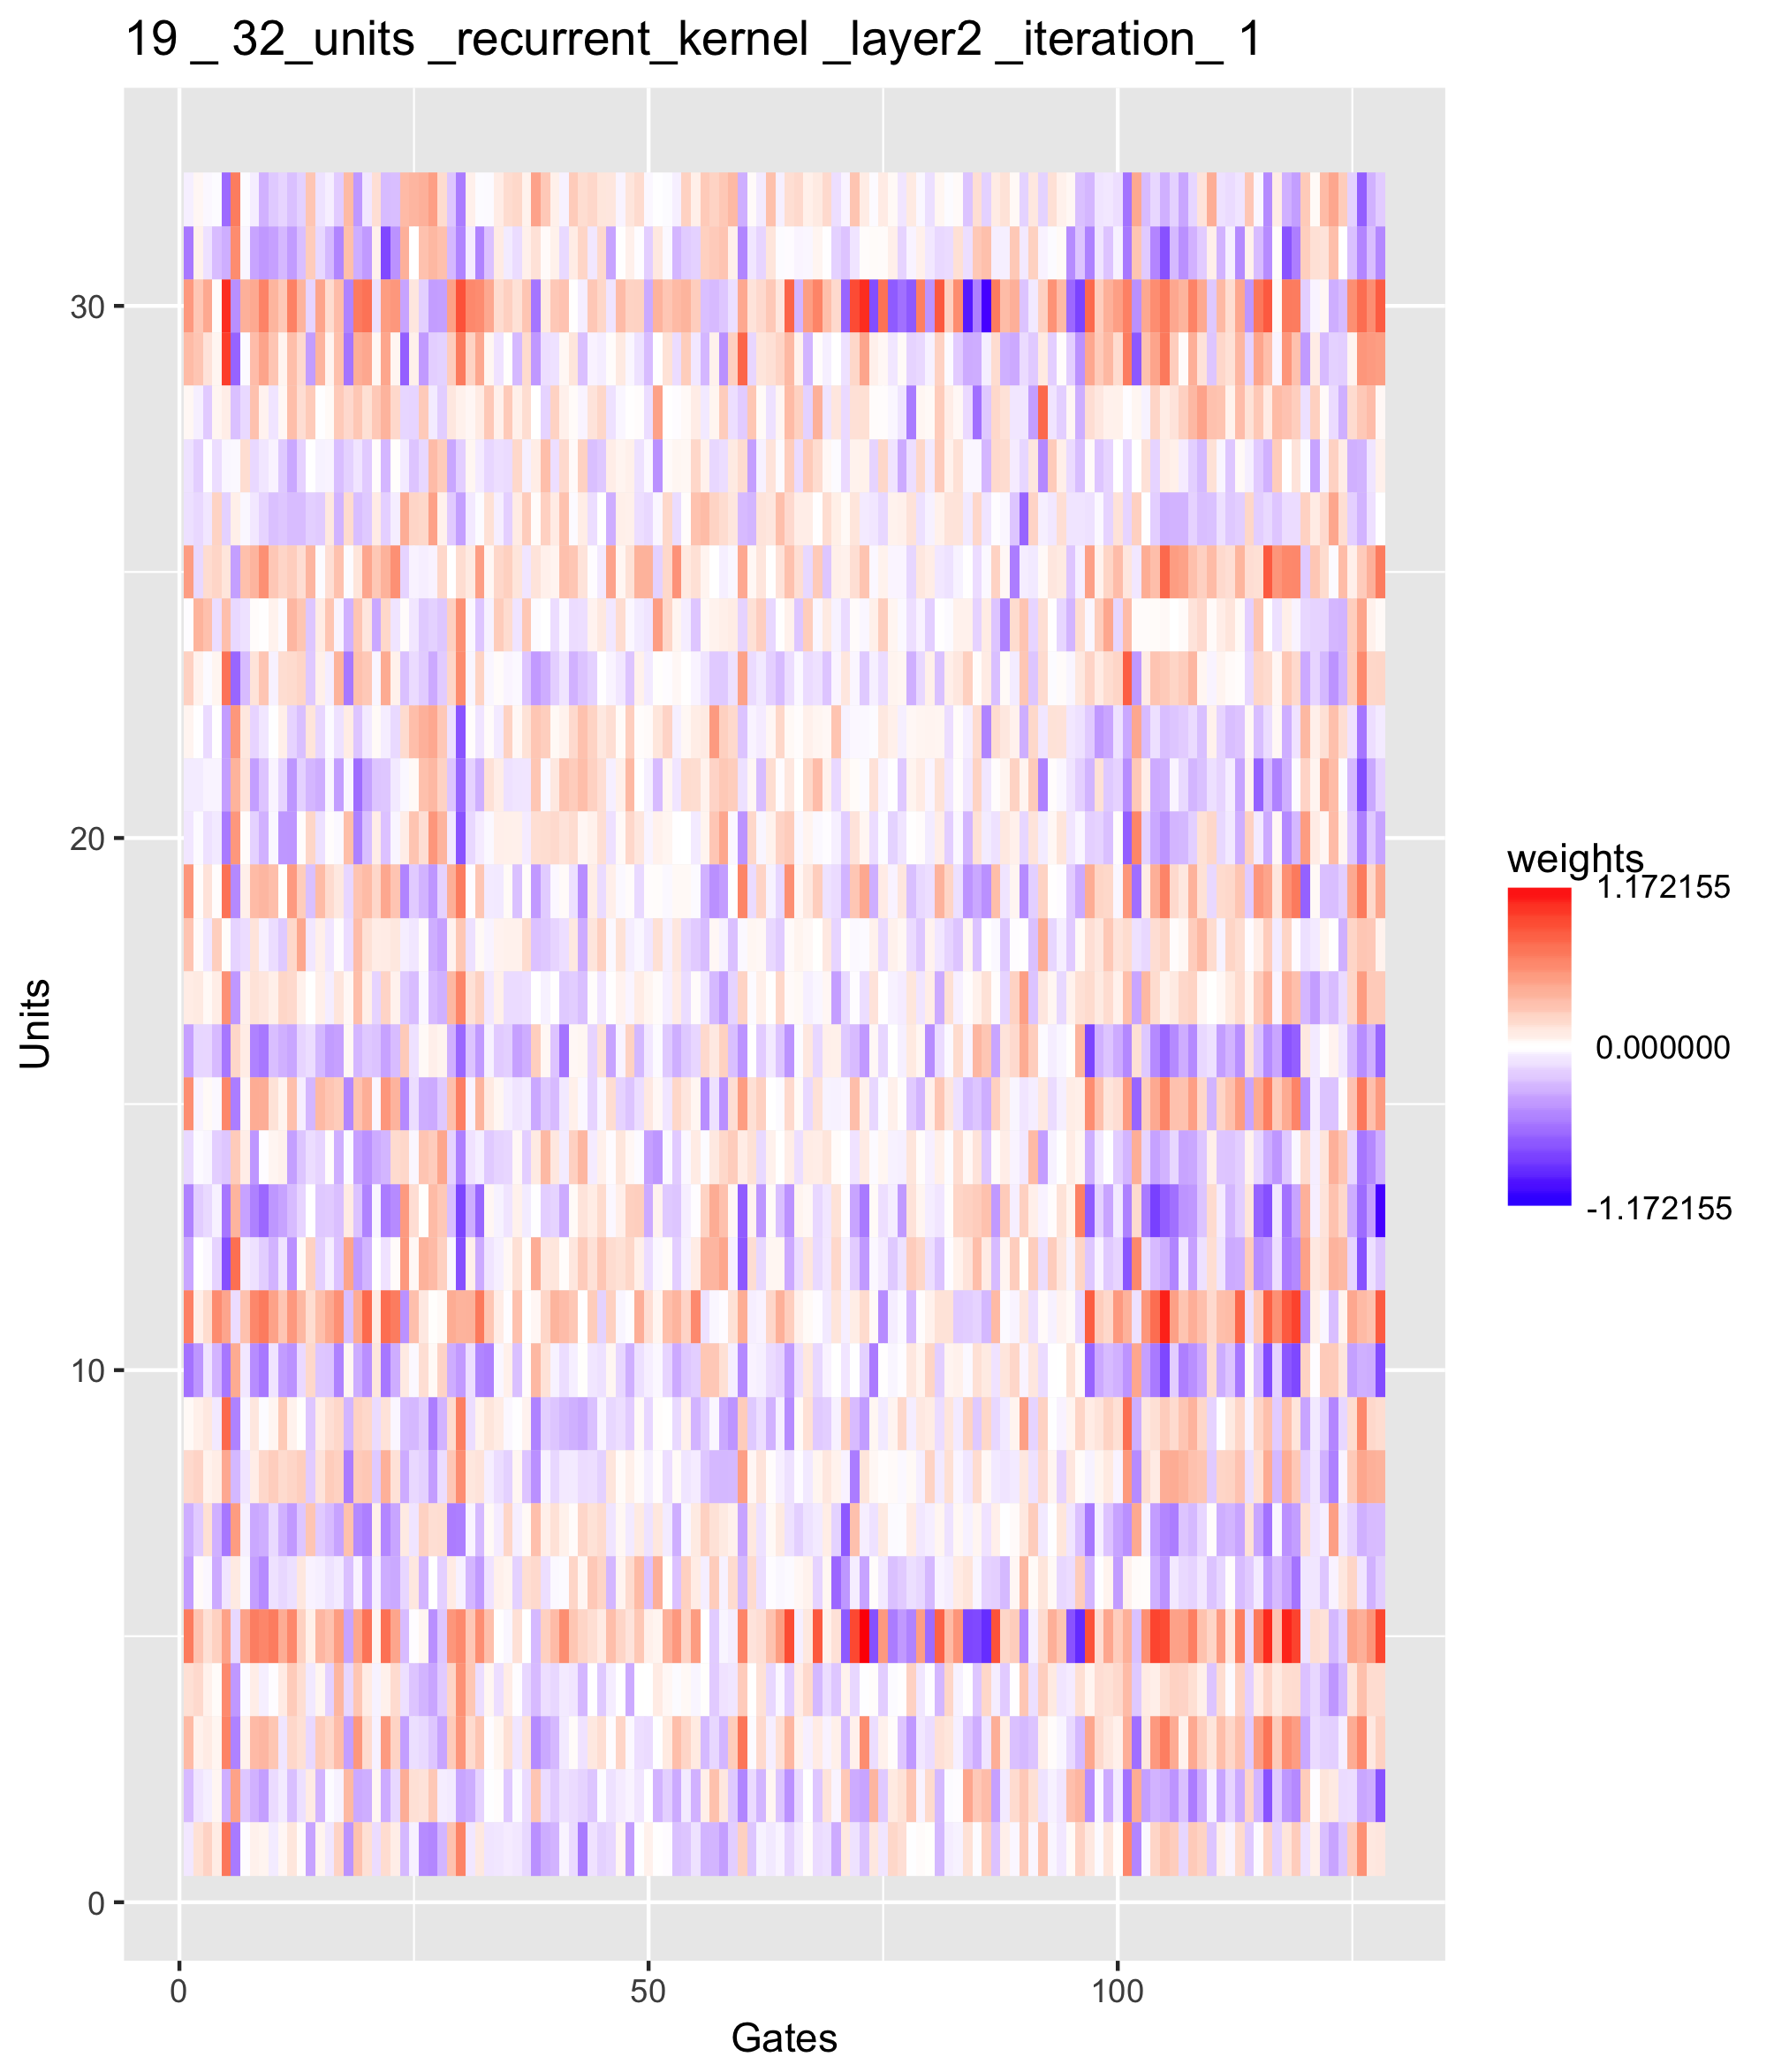 19 _ 32_units _recurrent_kernel _layer2 _iteration_ 1
30
20
10
0
Units
0 50 100
Gates
weights
1.172155
0.000000
-1.172155